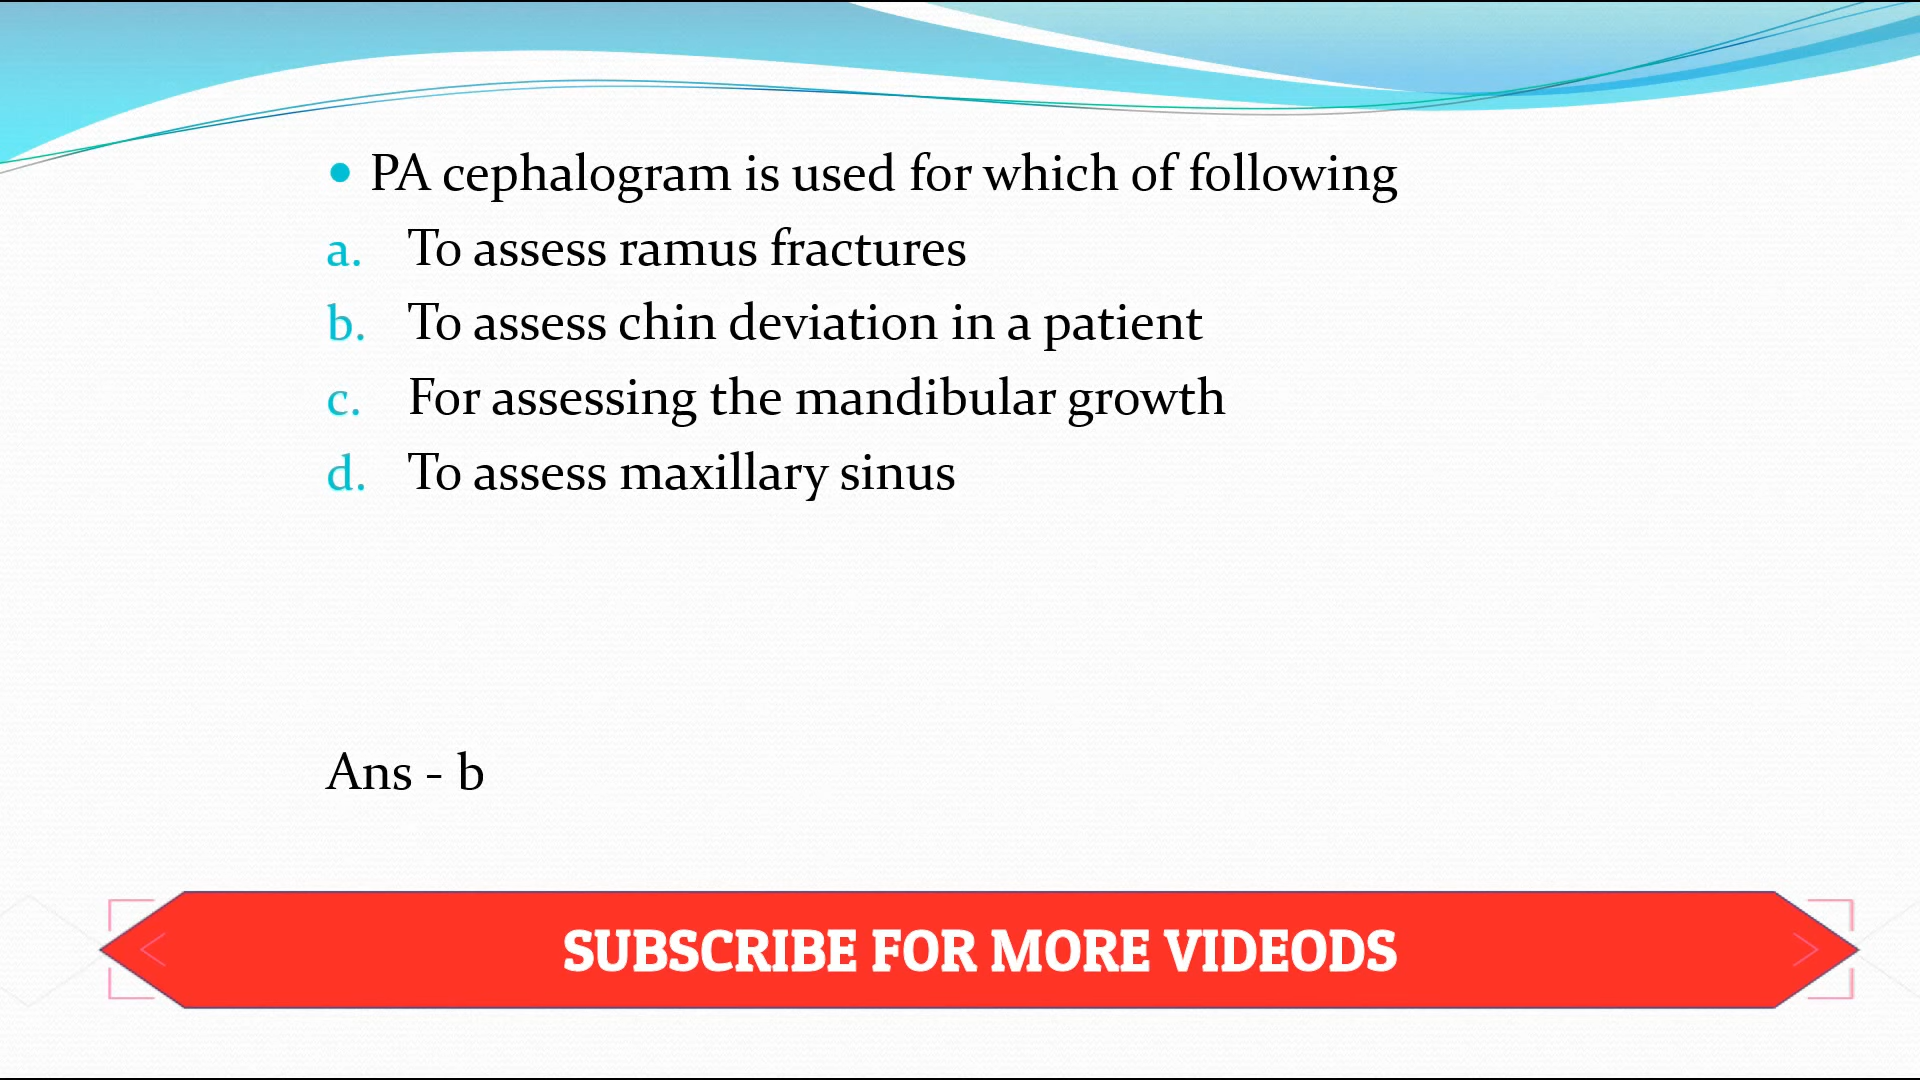 • PA cephalogram is used for which of following
a. To assess ramus fractures
b. To assess chin deviation in a patient
c. For assessing the mandibular growth
d. To assess maxillary sinus
Ans - b
SUBSCRIBE FOR MORE VIDEODS